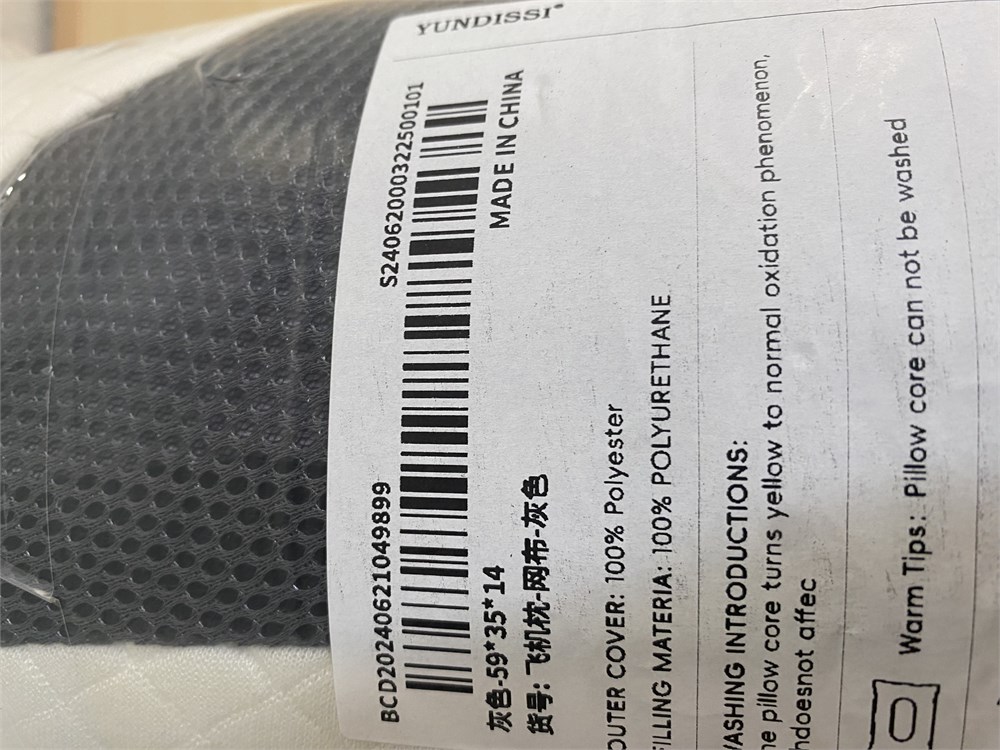 YUNDISSI
BCD20240621049899 S24062000322500101
灰色-59*35*14 MADE IN CHINA
货号: 飞机枕-网布-灰色
OUTER COVER: 100% Polyester
FILLING MATERIA: 100% POLYURETHANE
WASHING INTRODUCTIONS:
he pillow core turns yellow to normal oxidation phenomenon,
ndoesnot affec
Warm Tips: Pillow core can not be washed